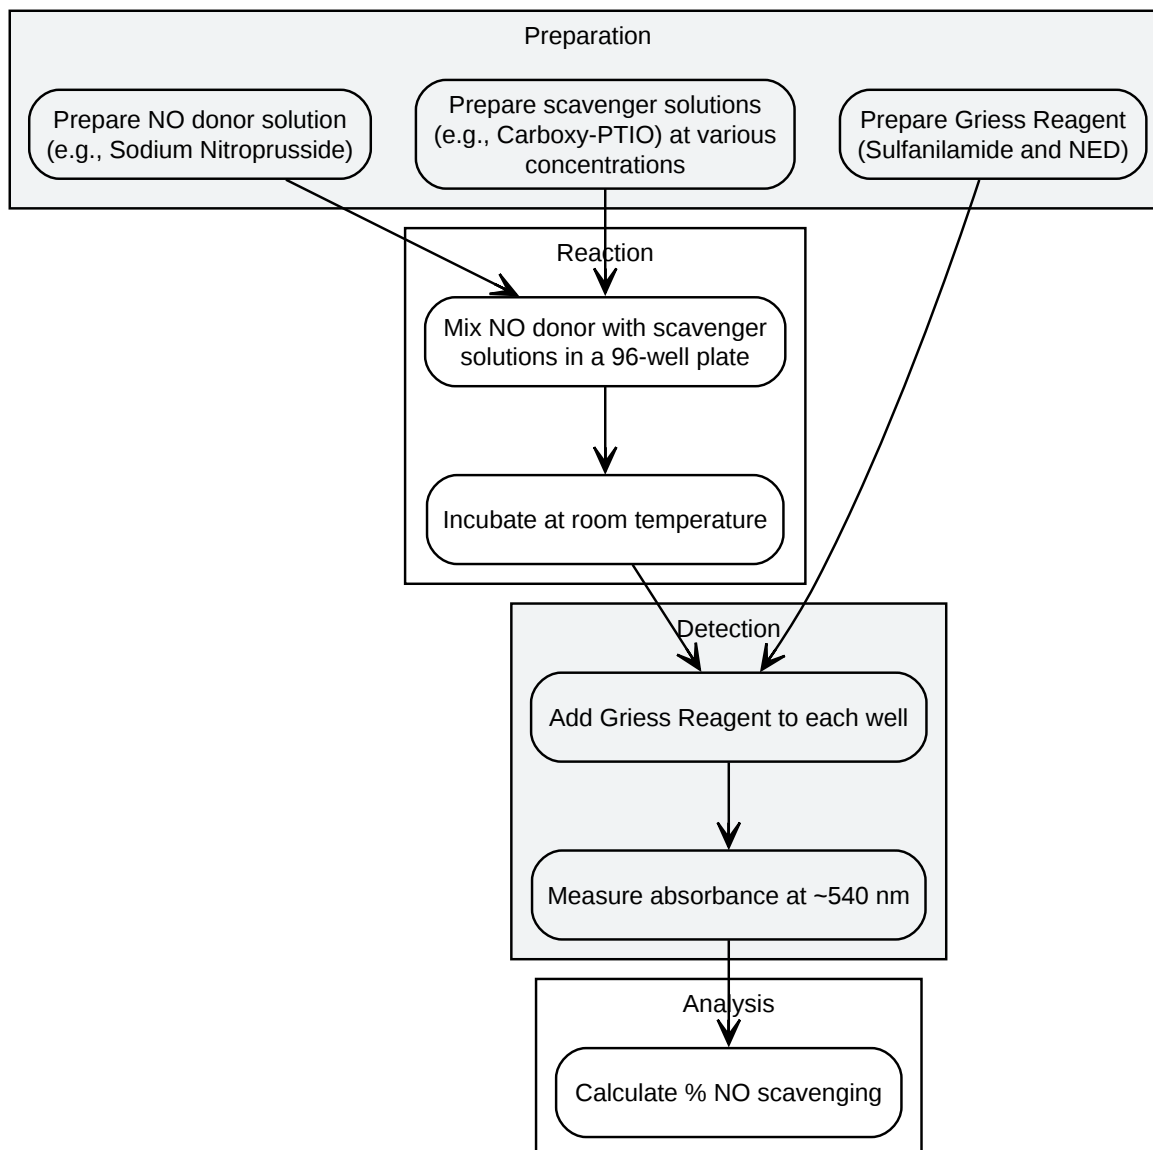 Preparation
Prepare NO donor solution
(e.g., Sodium Nitroprusside)
Prepare scavenger solutions
(e.g., Carboxy-PTIO) at various
concentrations
Prepare Griess Reagent
(Sulfanilamide and NED)
Reaction
Mix NO donor with scavenger
solutions in a 96-well plate
Incubate at room temperature
Detection
Add Griess Reagent to each well
Measure absorbance at ~540 nm
Analysis
Calculate % NO scavenging